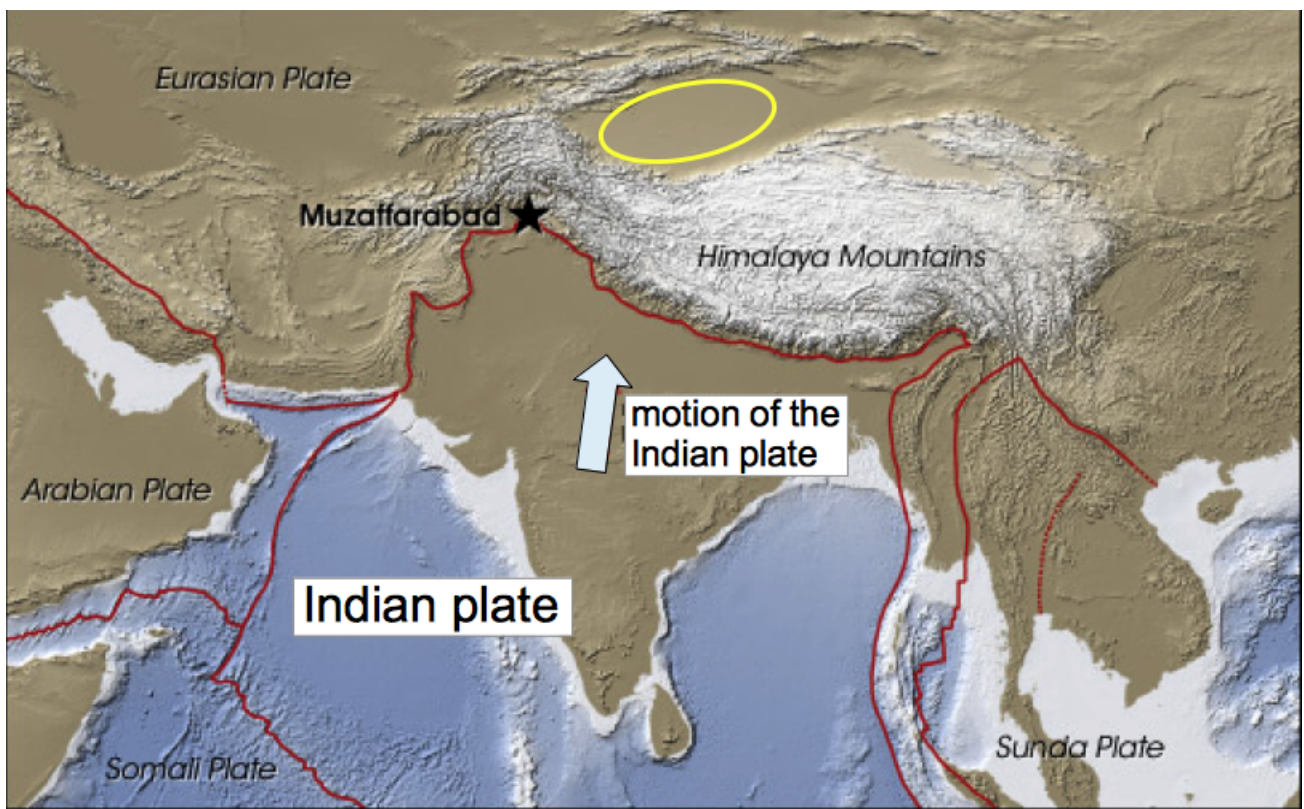 Eurasian Plate
Muzaffarabad
Himalaya Mountains
motion of the
Indian plate
Arabian Plate
Indian plate
Sunda Plate
Somali Plate